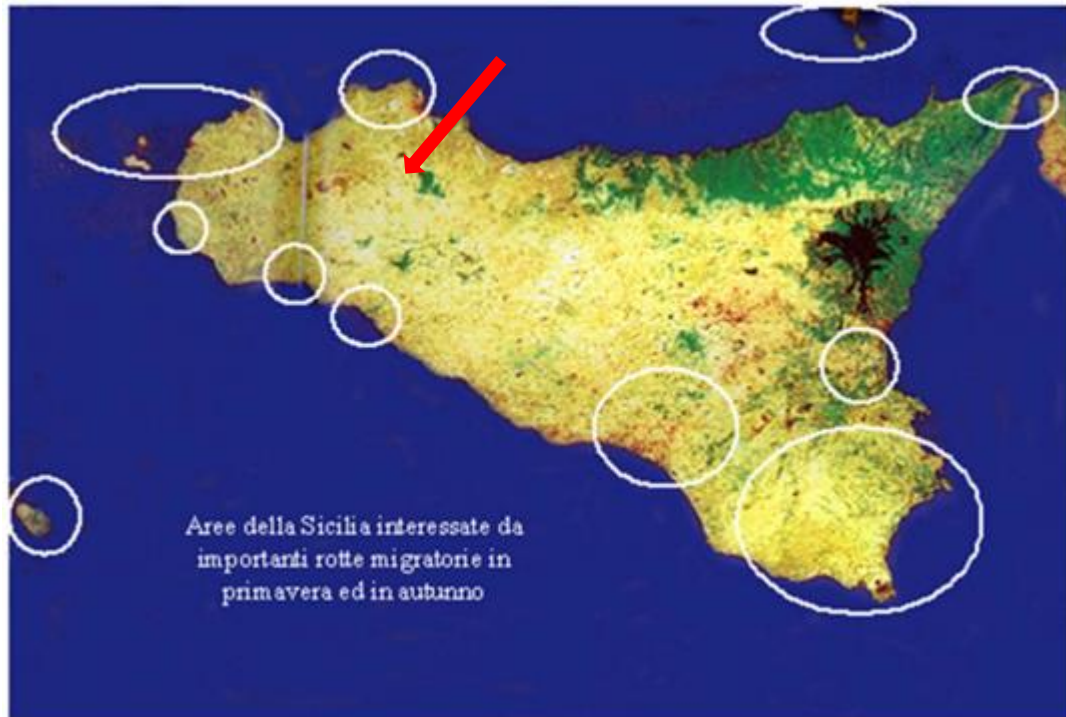 Aree della Sicilia interessate da
importanti rotte migratorie in
primavera ed in autunno